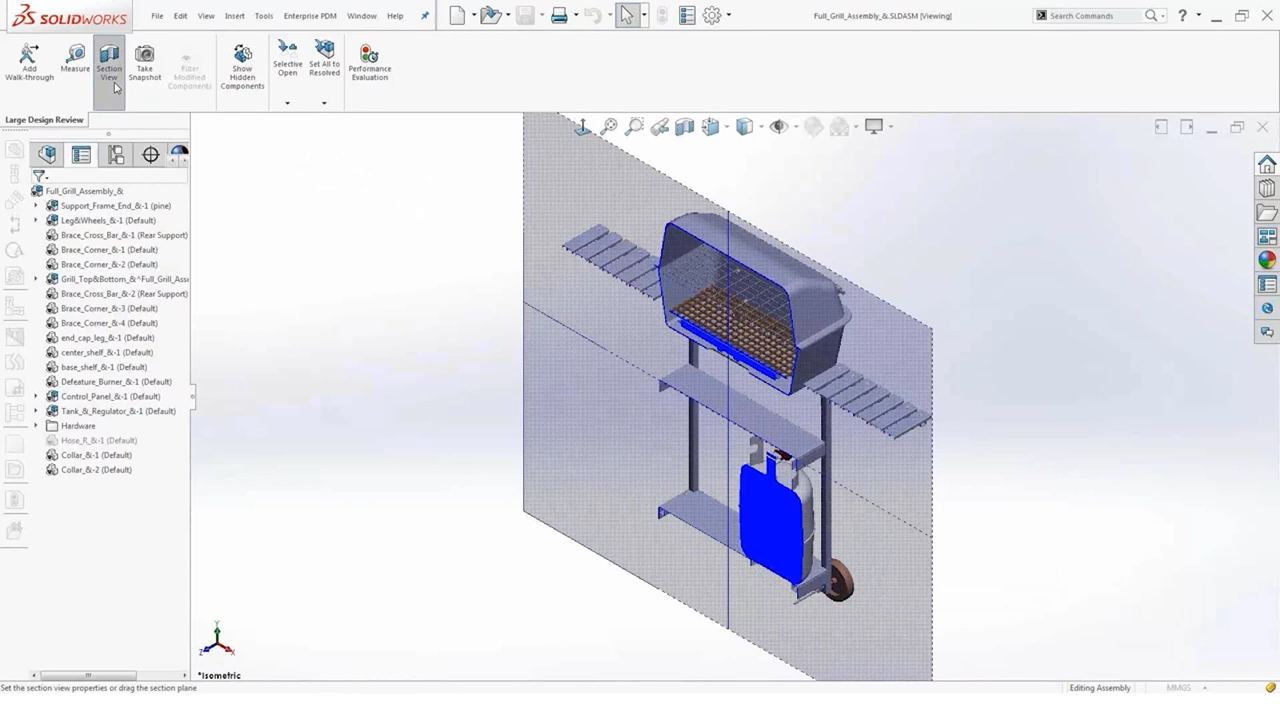 SOLIDWORKS
File Edit View Insert Tools Enterprise PDM Window Help
Full_Grill_Assembly_&.SLDASM [Viewing]
Search Commands
Add Walk-through
Measure
Section View
Take Snapshot
Filter Modified Components
Show Hidden Components
Selective Open
Set All to Resolved
Performance Evaluation
Large Design Review
Full_Grill_Assembly_&
Support_Frame_End_&-1 (pine)
Leg&Wheels_&-1 (Default)
Brace_Cross_Bar_&-1 (Rear Support)
Brace_Corner_&-1 (Default)
Brace_Corner_&-2 (Default)
Grill_Top&Bottom_&^Full_Grill_Asse
Brace_Cross_Bar_&-2 (Rear Support)
Brace_Corner_&-3 (Default)
Brace_Corner_&-4 (Default)
end_cap_leg_&-1 (Default)
center_shelf_&-1 (Default)
base_shelf_&-1 (Default)
Defeature_Burner_&-1 (Default)
Control_Panel_&-1 (Default)
Tank_&_Regulator_&-1 (Default)
Hardware
Hose_R_&-1 (Default)
Collar_&-1 (Default)
Collar_&-2 (Default)
Y
Z
X
*Isometric
Set the section view properties or drag the section plane
Editing Assembly
MMGS